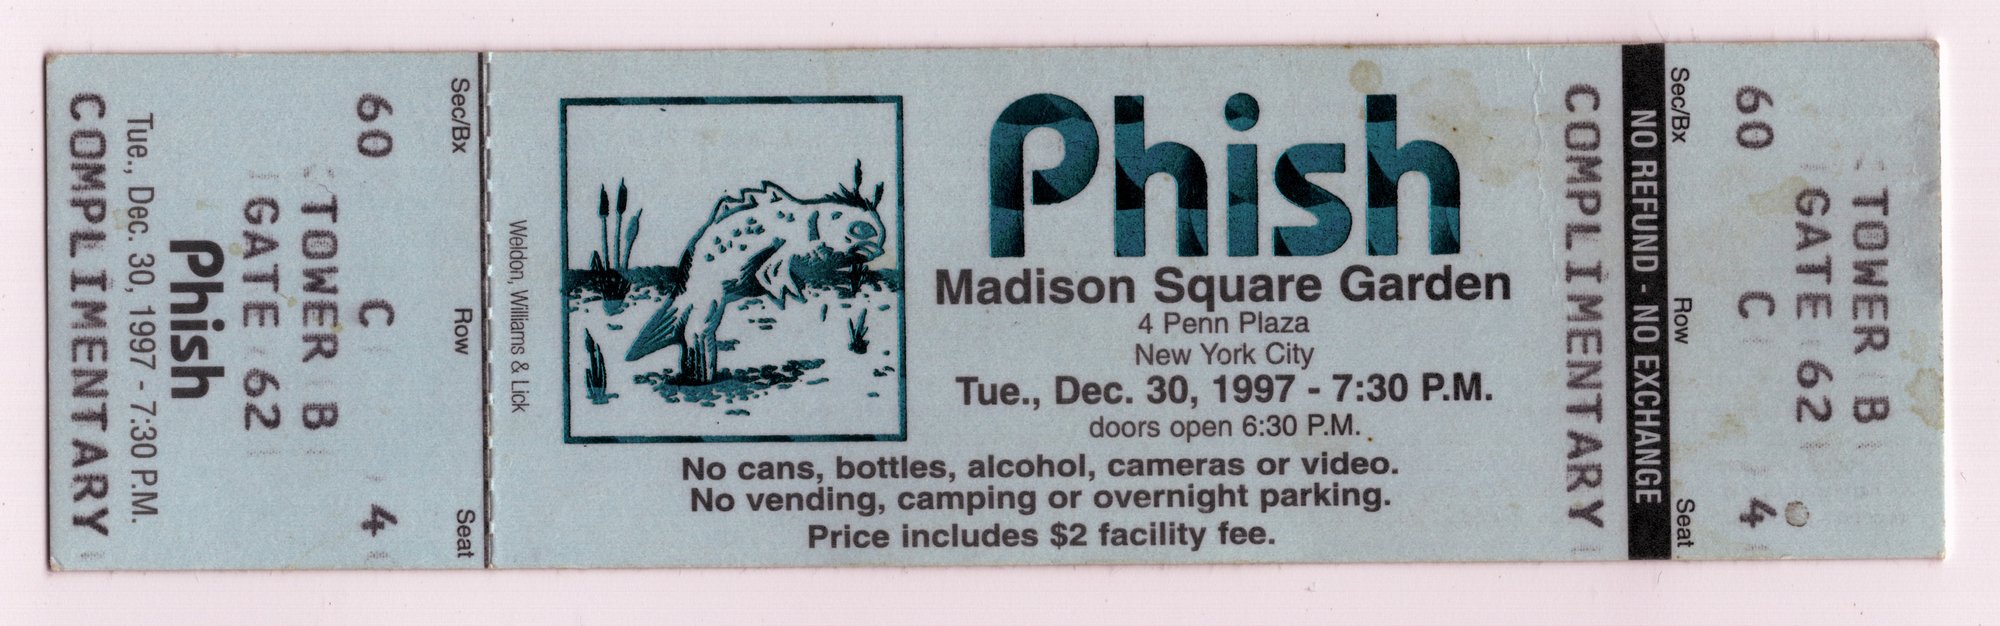 Sec/Bx Row Seat
60 C 4
TOWER B
GATE 62
Phish
Tue., Dec. 30, 1997 - 7:30 P.M.
COMPLIMENTARY
Weldon, Williams & Lick
Phish
Madison Square Garden
4 Penn Plaza
New York City
Tue., Dec. 30, 1997 - 7:30 P.M.
doors open 6:30 P.M.
No cans, bottles, alcohol, cameras or video.
No vending, camping or overnight parking.
Price includes $2 facility fee.
TOWER B
GATE 62
60 C 4
Sec/Bx Row Seat
NO REFUND - NO EXCHANGE
COMPLIMENTARY